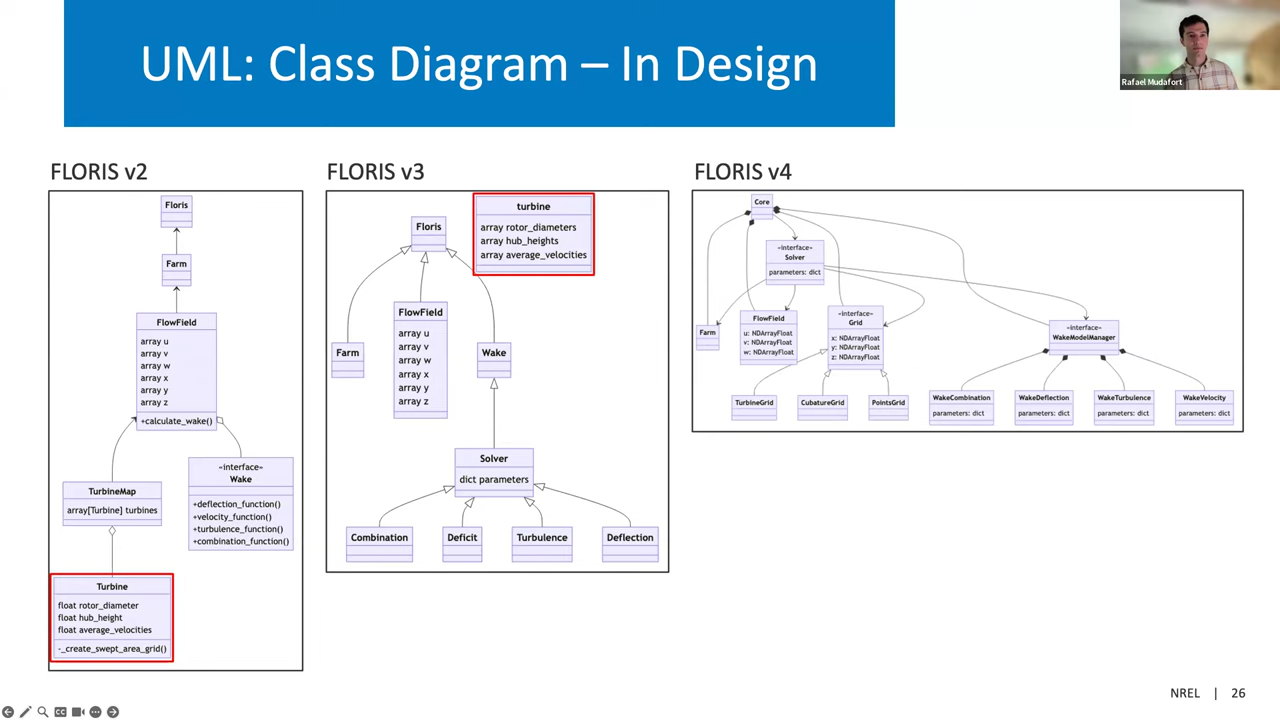 UML: Class Diagram – In Design
Rafael Mudafort
FLORIS v2
Floris
Farm
FlowField
array u
array v
array w
array x
array y
array z
+calculate_wake()
TurbineMap
array[Turbine] turbines
«interface»
Wake
+deflection_function()
+velocity_function()
+turbulence_function()
+combination_function()
Turbine
float rotor_diameter
float hub_height
float average_velocities
-_create_swept_area_grid()
FLORIS v3
turbine
array rotor_diameters
array hub_heights
array average_velocities
Floris
FlowField
array u
array v
array w
array x
array y
array z
Farm
Wake
Solver
dict parameters
Combination
Deficit
Turbulence
Deflection
FLORIS v4
Core
«interface»
Solver
parameters: dict
Farm
FlowField
u: NDArrayFloat
v: NDArrayFloat
w: NDArrayFloat
«interface»
Grid
x: NDArrayFloat
y: NDArrayFloat
z: NDArrayFloat
«interface»
WakeModelManager
TurbineGrid
CubatureGrid
PointsGrid
WakeCombination
parameters: dict
WakeDeflection
parameters: dict
WakeTurbulence
parameters: dict
WakeVelocity
parameters: dict
NREL | 26
CC